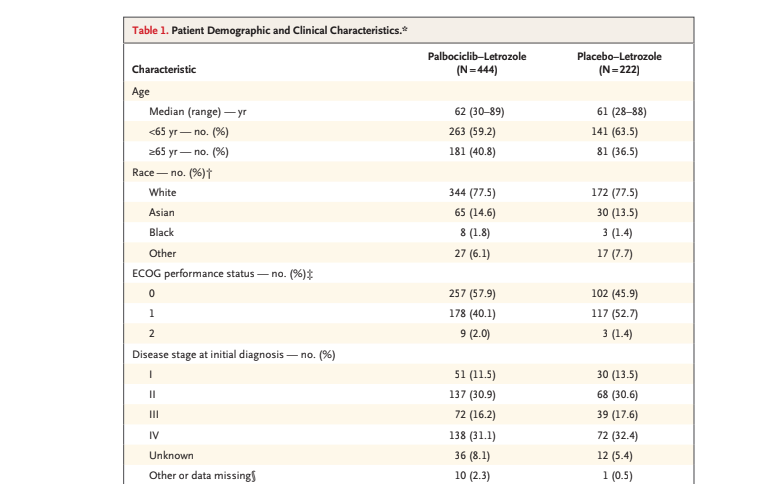 Table 1. Patient Demographic and Clinical Characteristics.*
Characteristic Palbociclib–Letrozole (N=444) Placebo–Letrozole (N=222)
Age
Median (range) — yr 62 (30–89) 61 (28–88)
<65 yr — no. (%) 263 (59.2) 141 (63.5)
≥65 yr — no. (%) 181 (40.8) 81 (36.5)
Race — no. (%)†
White 344 (77.5) 172 (77.5)
Asian 65 (14.6) 30 (13.5)
Black 8 (1.8) 3 (1.4)
Other 27 (6.1) 17 (7.7)
ECOG performance status — no. (%)‡
0 257 (57.9) 102 (45.9)
1 178 (40.1) 117 (52.7)
2 9 (2.0) 3 (1.4)
Disease stage at initial diagnosis — no. (%)
I 51 (11.5) 30 (13.5)
II 137 (30.9) 68 (30.6)
III 72 (16.2) 39 (17.6)
IV 138 (31.1) 72 (32.4)
Unknown 36 (8.1) 12 (5.4)
Other or data missing§ 10 (2.3) 1 (0.5)